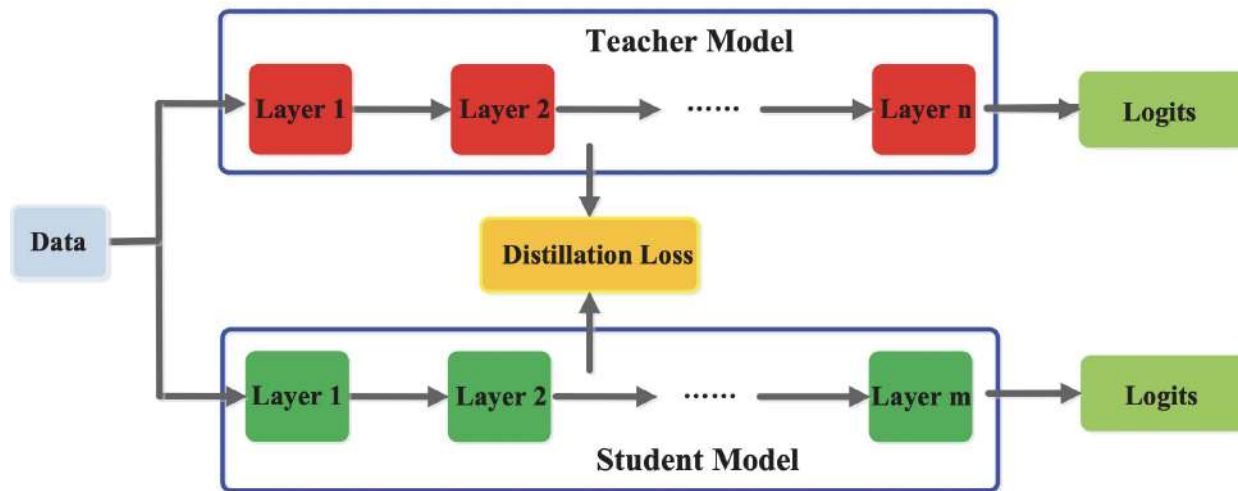 Teacher Model
Layer 1
Layer 2
......
Layer n
Logits
Data
Distillation Loss
Layer 1
Layer 2
......
Layer m
Logits
Student Model